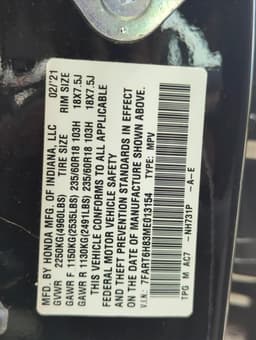 MFD. BY HONDA MFG. OF INDIANA, LLC 02/'21
TIRE SIZE RIM SIZE
GVWR 2250KG(4960LBS)
GAWR F 1150KG(2535LBS) 235/60R18 103H 18X7.5J
GAWR R 1130KG(2491LBS) 235/60R18 103H 18X7.5J
THIS VEHICLE CONFORMS TO ALL APPLICABLE
FEDERAL MOTOR VEHICLE SAFETY
AND THEFT PREVENTION STANDARDS IN EFFECT
ON THE DATE OF MANUFACTURE SHOWN ABOVE.
V.I.N: 7FART6H83ME013154 TYPE: MPV
TPG M AC7 -NH731P -A-E